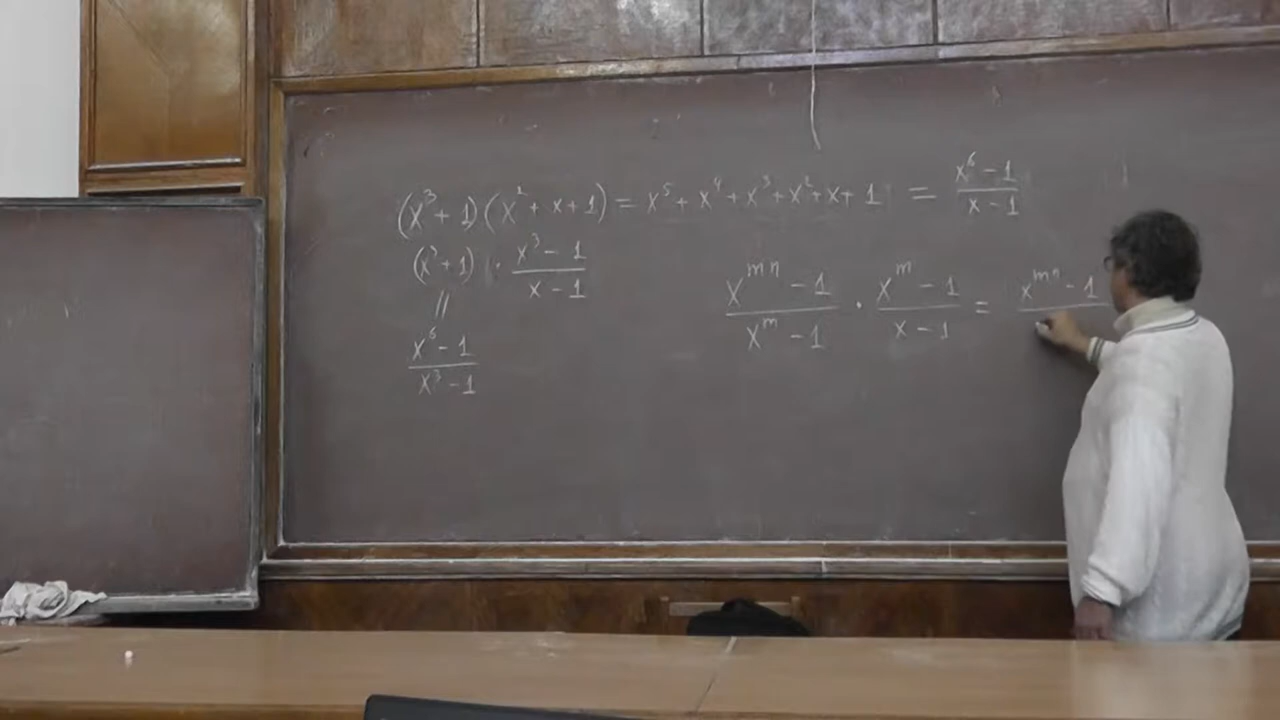 (x³+1)(x²+x+1) = x⁵+x⁴+x³+x²+x+1 = (x⁶-1)/(x-1)
(x³+1) · (x³-1)/(x-1)
//
(x⁶-1)/(x³-1)
(x^{mn}-1)/(x^m-1) · (x^m-1)/(x-1) = x^{mn}-1